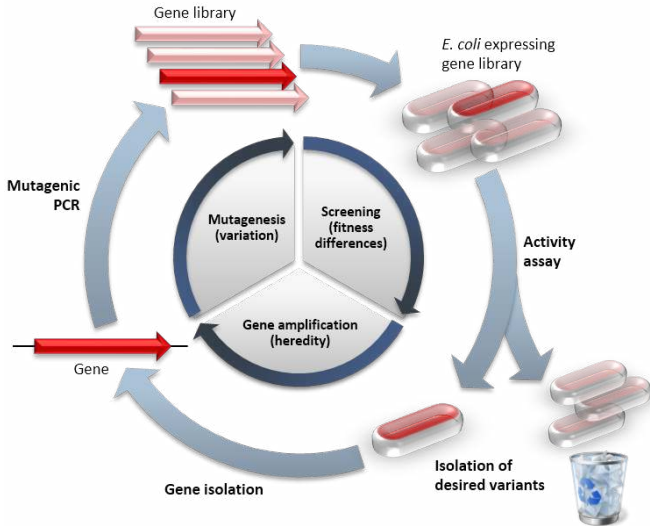 Gene library
E. coli expressing
gene library
Mutagenic
PCR
Mutagenesis
(variation)
Screening
(fitness
differences)
Activity
assay
Gene amplification
(heredity)
Gene
Gene isolation
Isolation of
desired variants